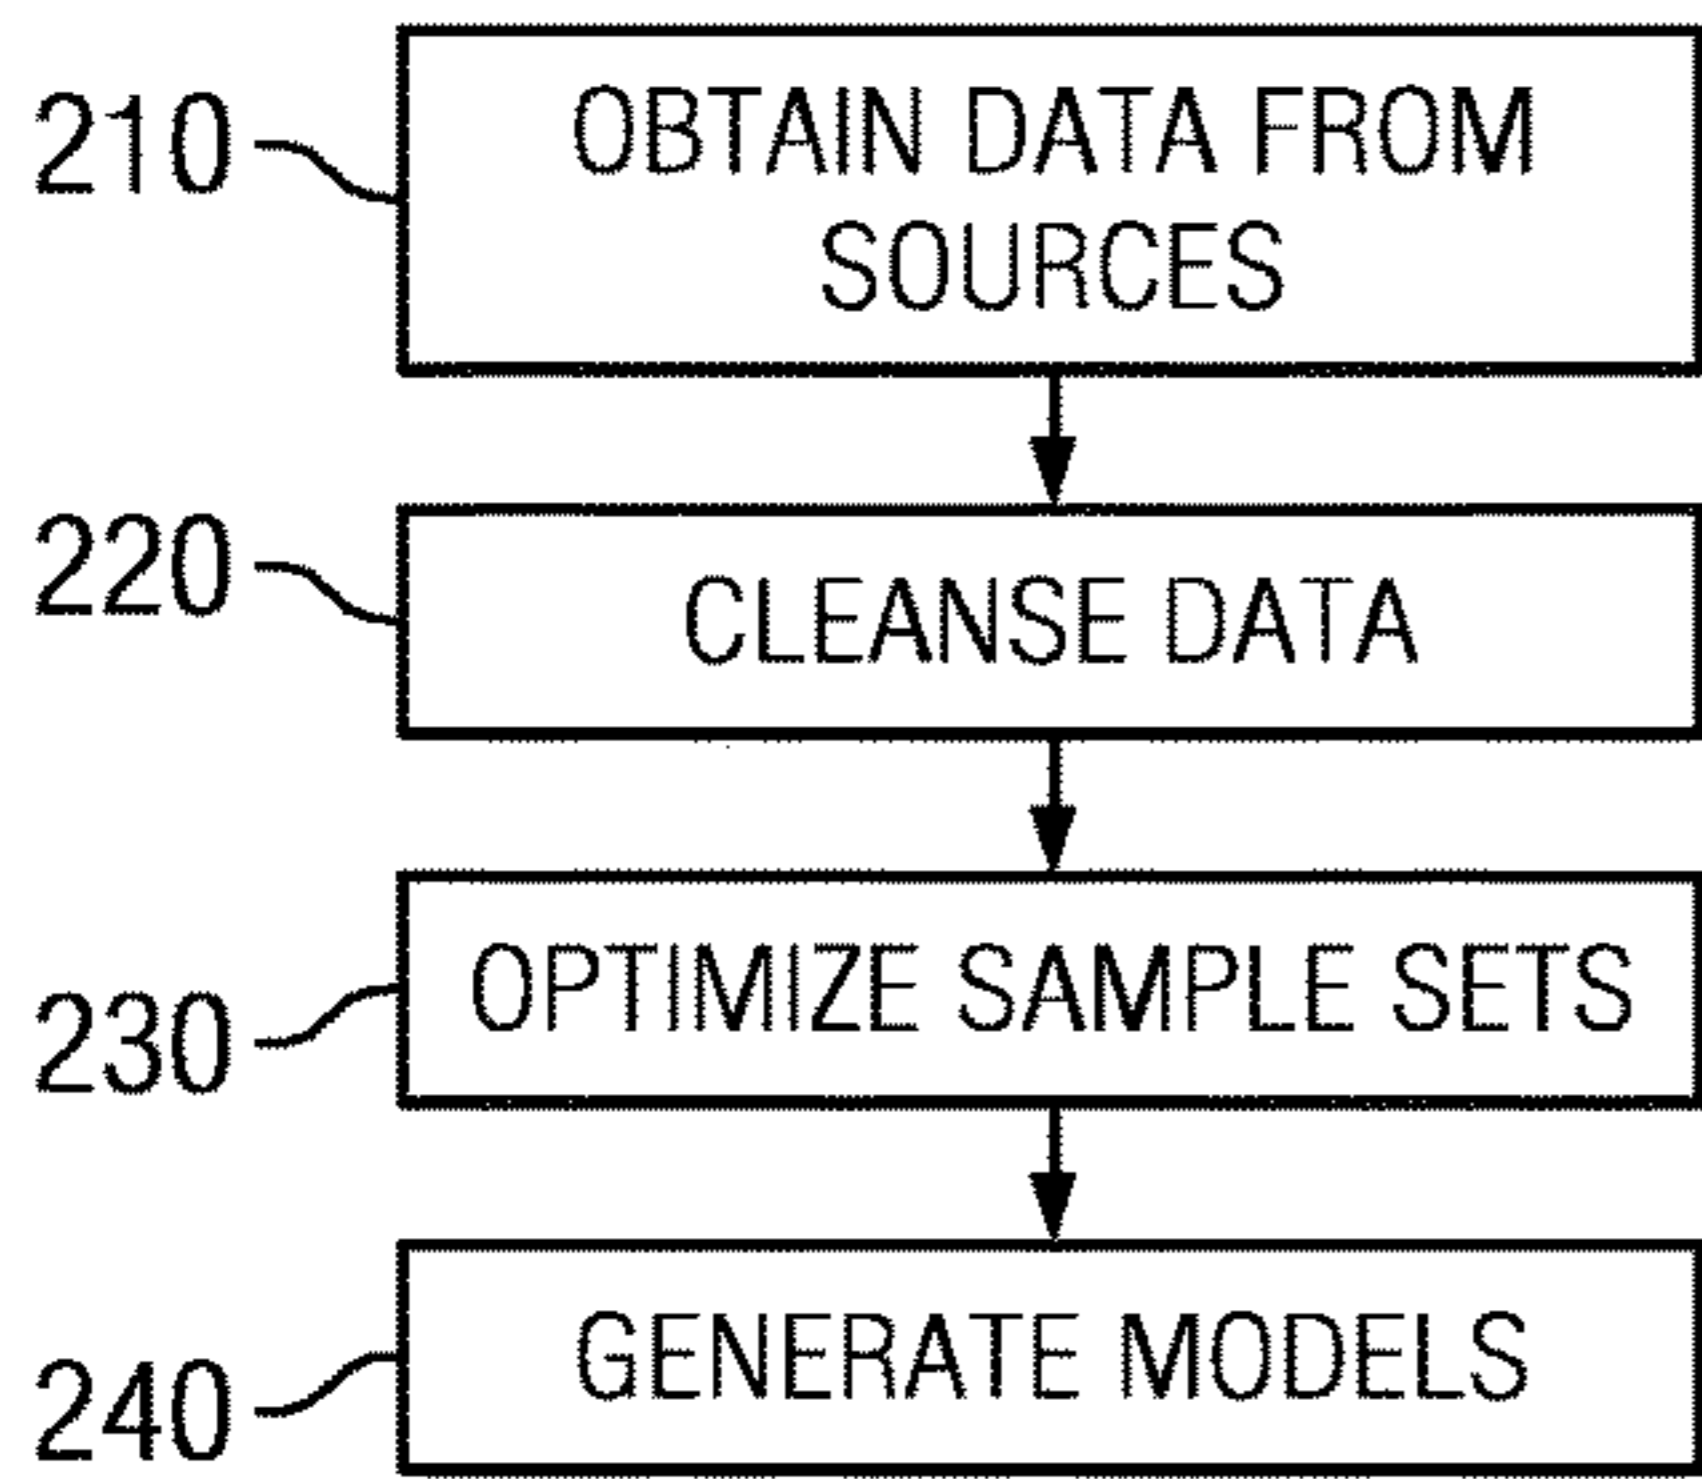 210
OBTAIN DATA FROM
SOURCES
220
CLEANSE DATA
230
OPTIMIZE SAMPLE SETS
240
GENERATE MODELS